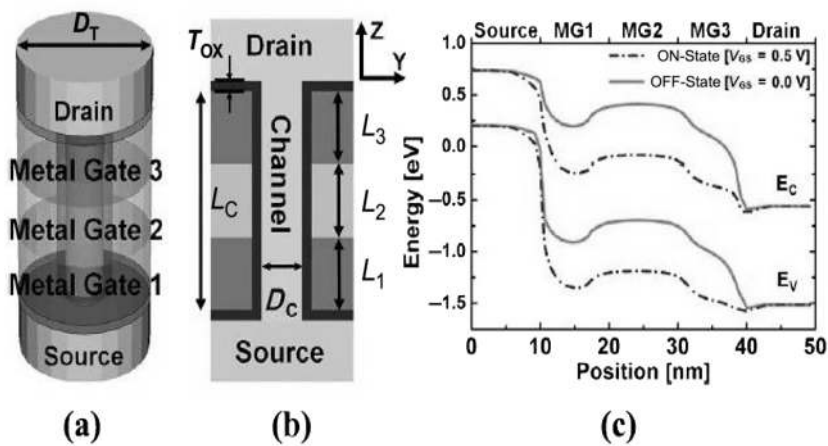 D_T
Drain
Metal Gate 3
Metal Gate 2
Metal Gate 1
Source
(a)
T_OX
Drain
Z
Y
Channel
L_C
L_3
L_2
L_1
D_C
Source
(b)
Source MG1 MG2 MG3 Drain
ON-State [V_GS = 0.5 V]
OFF-State [V_GS = 0.0 V]
1.0
0.5
0.0
-0.5
-1.0
-1.5
Energy [eV]
E_C
E_V
0 10 20 30 40 50
Position [nm]
(c)